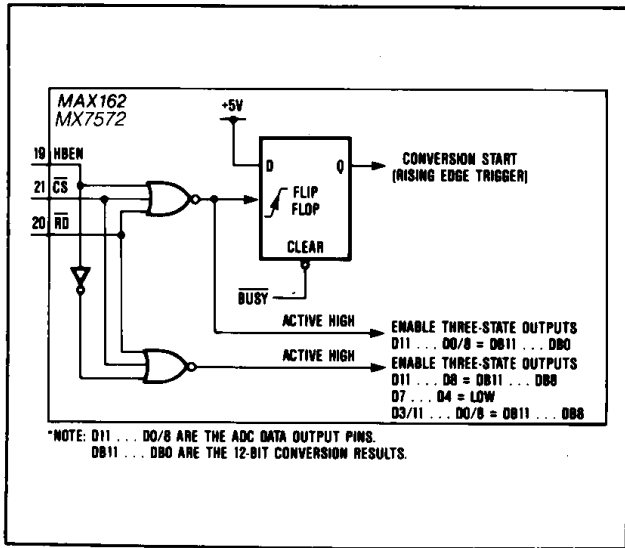 MAX162
MX7572
+5V
19 HBEN
21 C̅S̅
20 R̅D̅
D
Q
CONVERSION START
(RISING EDGE TRIGGER)
FLIP
FLOP
CLEAR
B̅U̅S̅Y̅
ACTIVE HIGH
ENABLE THREE-STATE OUTPUTS
D11 ... D0/8 = DB11 ... DB0
ACTIVE HIGH
ENABLE THREE-STATE OUTPUTS
D11 ... D8 = DB11 ... DB8
D7 ... D4 = LOW
D3/11 ... D0/8 = DB11 ... DB8
*NOTE: D11 ... D0/8 ARE THE ADC DATA OUTPUT PINS.
DB11 ... DB0 ARE THE 12-BIT CONVERSION RESULTS.